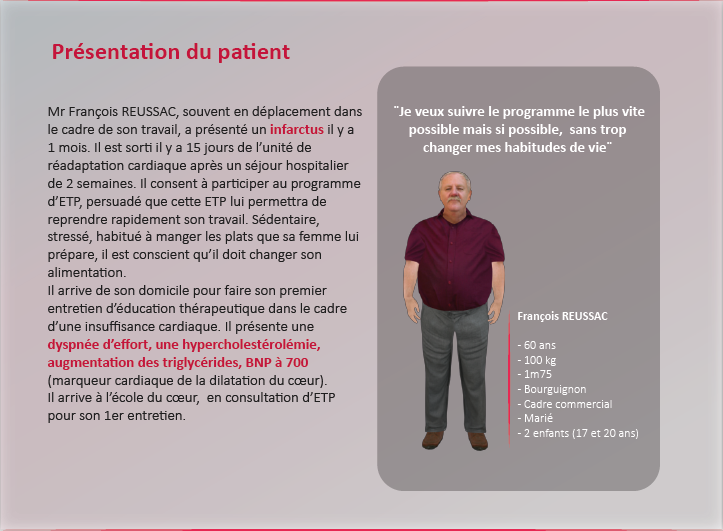 Présentation du patient
Mr François REUSSAC, souvent en déplacement dans
le cadre de son travail, a présenté un infarctus il y a
1 mois. Il est sorti il y a 15 jours de l’unité de
réadaptation cardiaque après un séjour hospitalier
de 2 semaines. Il consent à participer au programme
d’ETP, persuadé que cette ETP lui permettra de
reprendre rapidement son travail. Sédentaire,
stressé, habitué à manger les plats que sa femme lui
prépare, il est conscient qu’il doit changer son
alimentation.
Il arrive de son domicile pour faire son premier
entretien d’éducation thérapeutique dans le cadre
d’une insuffisance cardiaque. Il présente une
dyspnée d’effort, une hypercholestérolémie,
augmentation des triglycérides, BNP à 700
(marqueur cardiaque de la dilatation du cœur).
Il arrive à l’école du cœur,  en consultation d’ETP
pour son 1er entretien.
¨Je veux suivre le programme le plus vite
possible mais si possible,  sans trop
changer mes habitudes de vie¨
François REUSSAC
- 60 ans
- 100 kg
- 1m75
- Bourguignon
- Cadre commercial
- Marié
- 2 enfants (17 et 20 ans)